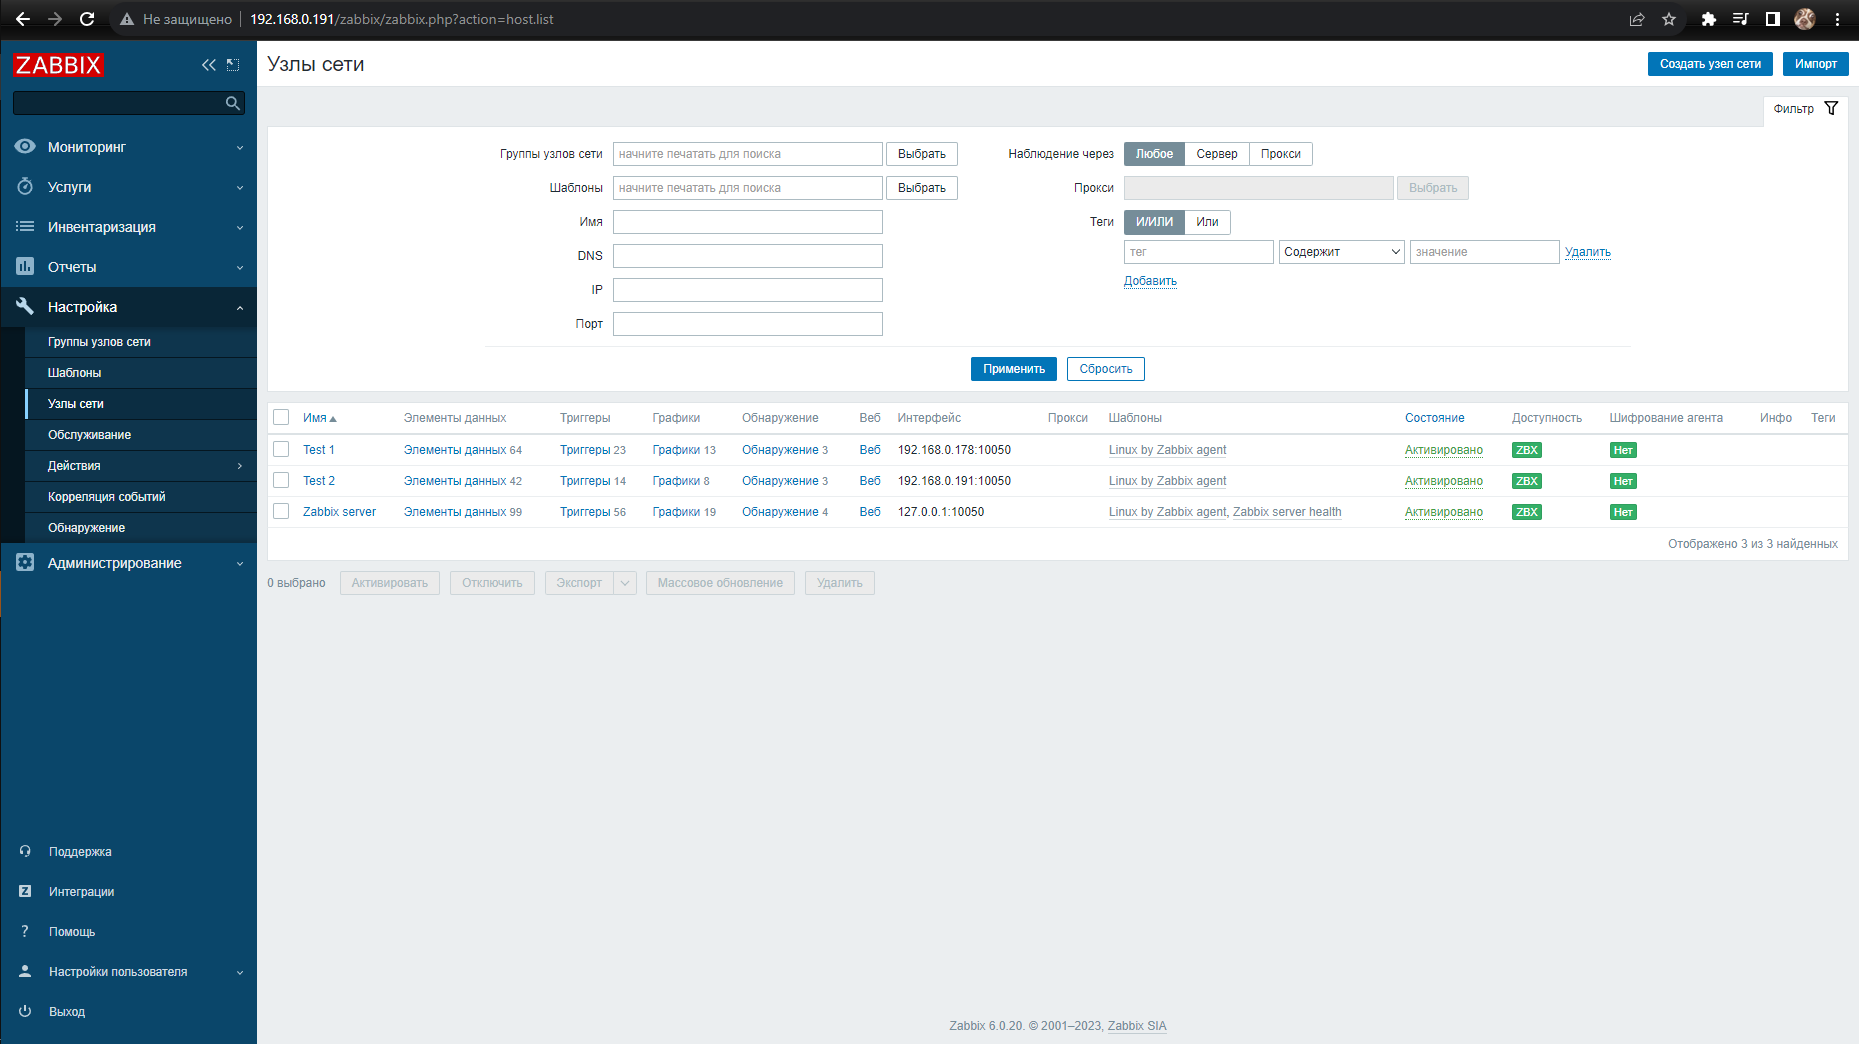 Не защищено 192.168.0.191/zabbix/zabbix.php?action=host.list
ZABBIX
Мониторинг
Услуги
Инвентаризация
Отчеты
Настройка
Группы узлов сети
Шаблоны
Узлы сети
Обслуживание
Действия
Корреляция событий
Обнаружение
Администрирование
Поддержка
Интеграции
Помощь
Настройки пользователя
Выход
Узлы сети
Создать узел сети Импорт
Фильтр
Группы узлов сети начните печатать для поиска Выбрать
Шаблоны начните печатать для поиска Выбрать
Имя
DNS
IP
Порт
Наблюдение через Любое Сервер Прокси
Прокси Выбрать
Теги И/ИЛИ Или
тег Содержит значение Удалить
Добавить
Применить Сбросить
Имя Элементы данных Триггеры Графики Обнаружение Веб Интерфейс Прокси Шаблоны Состояние Доступность Шифрование агента Инфо Теги
Test 1 Элементы данных 64 Триггеры 23 Графики 13 Обнаружение 3 Веб 192.168.0.178:10050 Linux by Zabbix agent Активировано ZBX Нет
Test 2 Элементы данных 42 Триггеры 14 Графики 8 Обнаружение 3 Веб 192.168.0.191:10050 Linux by Zabbix agent Активировано ZBX Нет
Zabbix server Элементы данных 99 Триггеры 56 Графики 19 Обнаружение 4 Веб 127.0.0.1:10050 Linux by Zabbix agent, Zabbix server health Активировано ZBX Нет
Отображено 3 из 3 найденных
0 выбрано Активировать Отключить Экспорт Массовое обновление Удалить
Zabbix 6.0.20. © 2001–2023, Zabbix SIA